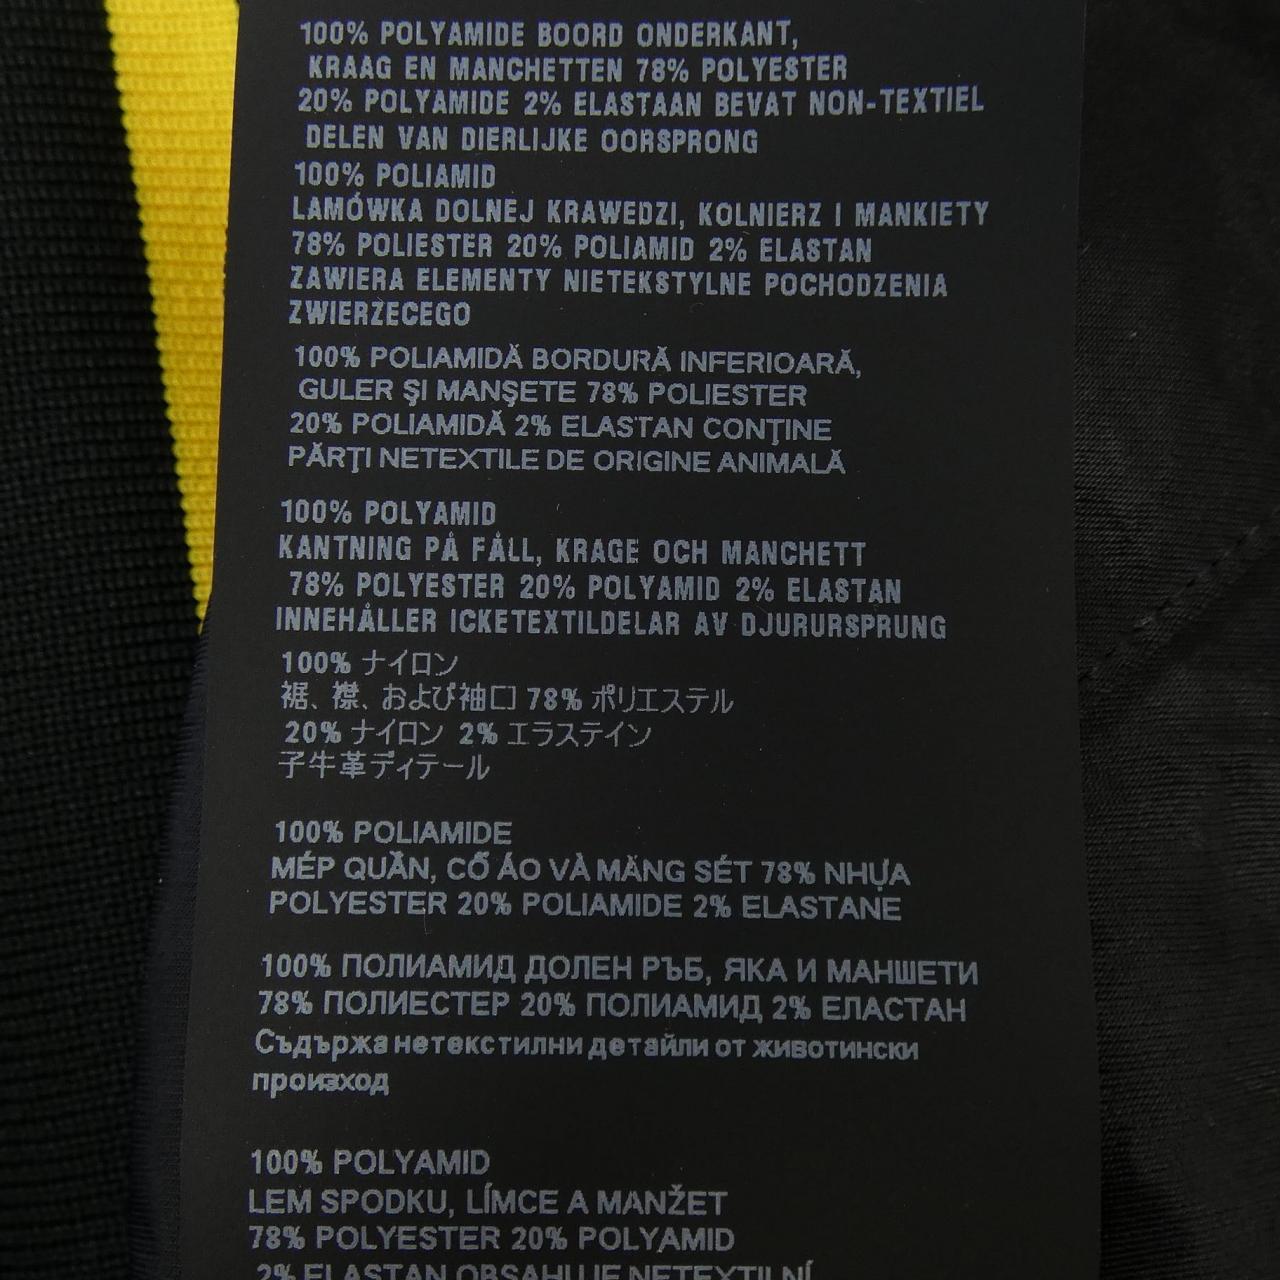 100% POLYAMIDE BOORD ONDERKANT,
KRAAG EN MANCHETTEN 78% POLYESTER
20% POLYAMIDE 2% ELASTAAN BEVAT NON-TEXTIEL
DELEN VAN DIERLIJKE OORSPRONG
100% POLIAMID
LAMÓWKA DOLNEJ KRAWEDZI, KOLNIERZ I MANKIETY
78% POLIESTER 20% POLIAMID 2% ELASTAN
ZAWIERA ELEMENTY NIETEKSTYLNE POCHODZENIA
ZWIERZECEGO
100% POLIAMIDĂ BORDURĂ INFERIOARĂ,
GULER ŞI MANŞETE 78% POLIESTER
20% POLIAMIDĂ 2% ELASTAN CONŢINE
PĂRŢI NETEXTILE DE ORIGINE ANIMALĂ
100% POLYAMID
KANTNING PÅ FÅLL, KRAGE OCH MANCHETT
78% POLYESTER 20% POLYAMID 2% ELASTAN
INNEHÅLLER ICKETEXTILDELAR AV DJURURSPRUNG
100% ナイロン
裾、襟、および袖口 78% ポリエステル
20% ナイロン 2% エラステイン
子牛革ディテール
100% POLIAMIDE
MÉP QUẦN, CỔ ÁO VÀ MĂNG SÉT 78% NHỰA
POLYESTER 20% POLIAMIDE 2% ELASTANE
100% ПОЛИАМИД ДОЛЕН РЪБ, ЯКА И МАНШЕТИ
78% ПОЛИЕСТЕР 20% ПОЛИАМИД 2% ЕЛАСТАН
Съдържа нетекстилни детайли от животински
произход
100% POLYAMID
LEM SPODKU, LÍMCE A MANŽET
78% POLYESTER 20% POLYAMID
2% ELASTAN OBSAHUJE NETEXTILNÍ